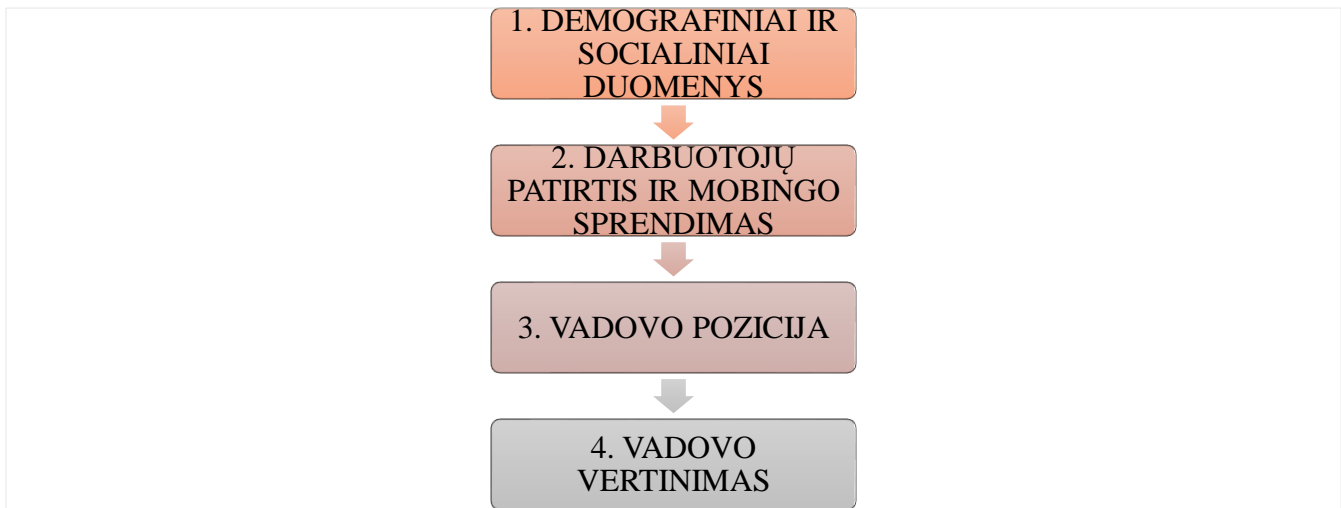 1. DEMOGRAFINIAI IR
SOCIALINIAI
DUOMENYS
2. DARBUOTOJŲ
PATIRTIS IR MOBINGO
SPRENDIMAS
3. VADOVO POZICIJA
4. VADOVO
VERTINIMAS